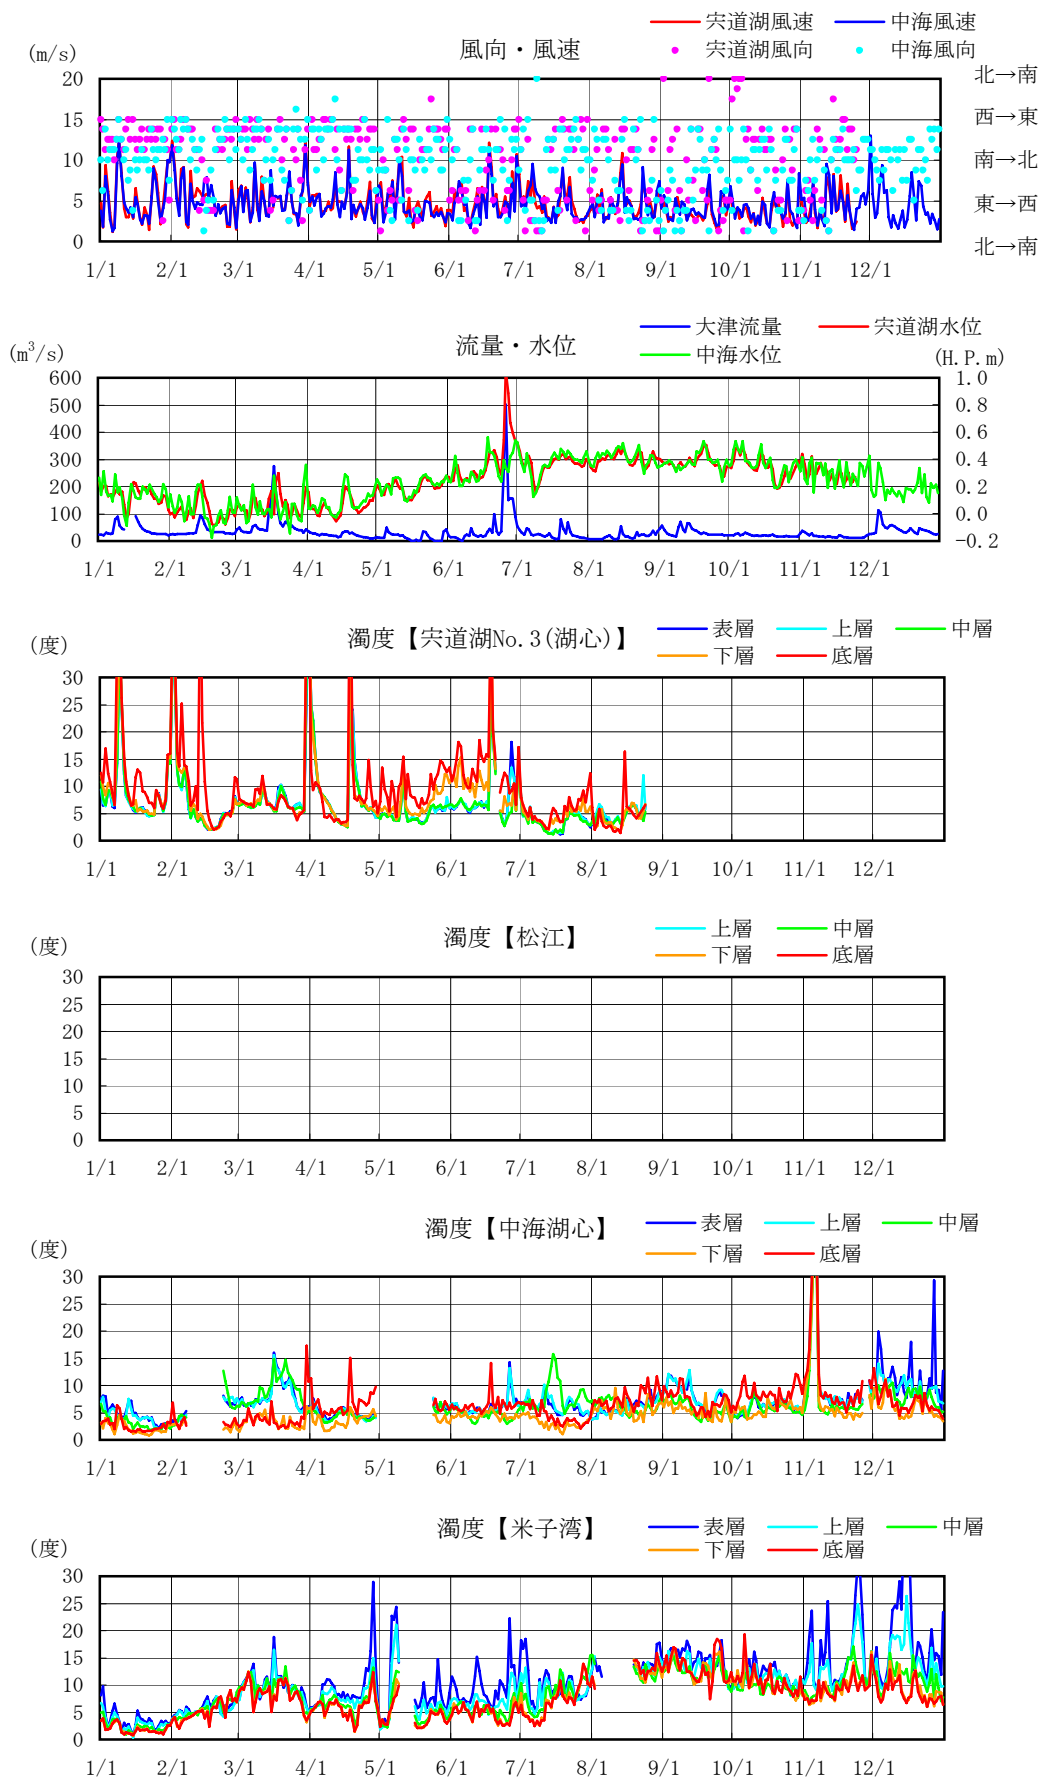 宍道湖風速 中海風速
(m/s) 風向・風速 宍道湖風向 中海風向
20 北→南
15 西→東
10 南→北
5 東→西
0 北→南
1/1 2/1 3/1 4/1 5/1 6/1 7/1 8/1 9/1 10/1 11/1 12/1
大津流量 宍道湖水位
(m³/s) 流量・水位 中海水位 (H.P.m)
600 1.0
500 0.8
400 0.6
300 0.4
200 0.2
100 0.0
0 -0.2
1/1 2/1 3/1 4/1 5/1 6/1 7/1 8/1 9/1 10/1 11/1 12/1
(度) 濁度【宍道湖No.3(湖心)】 表層 上層 中層
下層 底層
30
25
20
15
10
5
0
1/1 2/1 3/1 4/1 5/1 6/1 7/1 8/1 9/1 10/1 11/1 12/1
(度) 濁度【松江】 上層 中層
下層 底層
30
25
20
15
10
5
0
1/1 2/1 3/1 4/1 5/1 6/1 7/1 8/1 9/1 10/1 11/1 12/1
(度) 濁度【中海湖心】 表層 上層 中層
下層 底層
30
25
20
15
10
5
0
1/1 2/1 3/1 4/1 5/1 6/1 7/1 8/1 9/1 10/1 11/1 12/1
(度) 濁度【米子湾】 表層 上層 中層
下層 底層
30
25
20
15
10
5
0
1/1 2/1 3/1 4/1 5/1 6/1 7/1 8/1 9/1 10/1 11/1 12/1